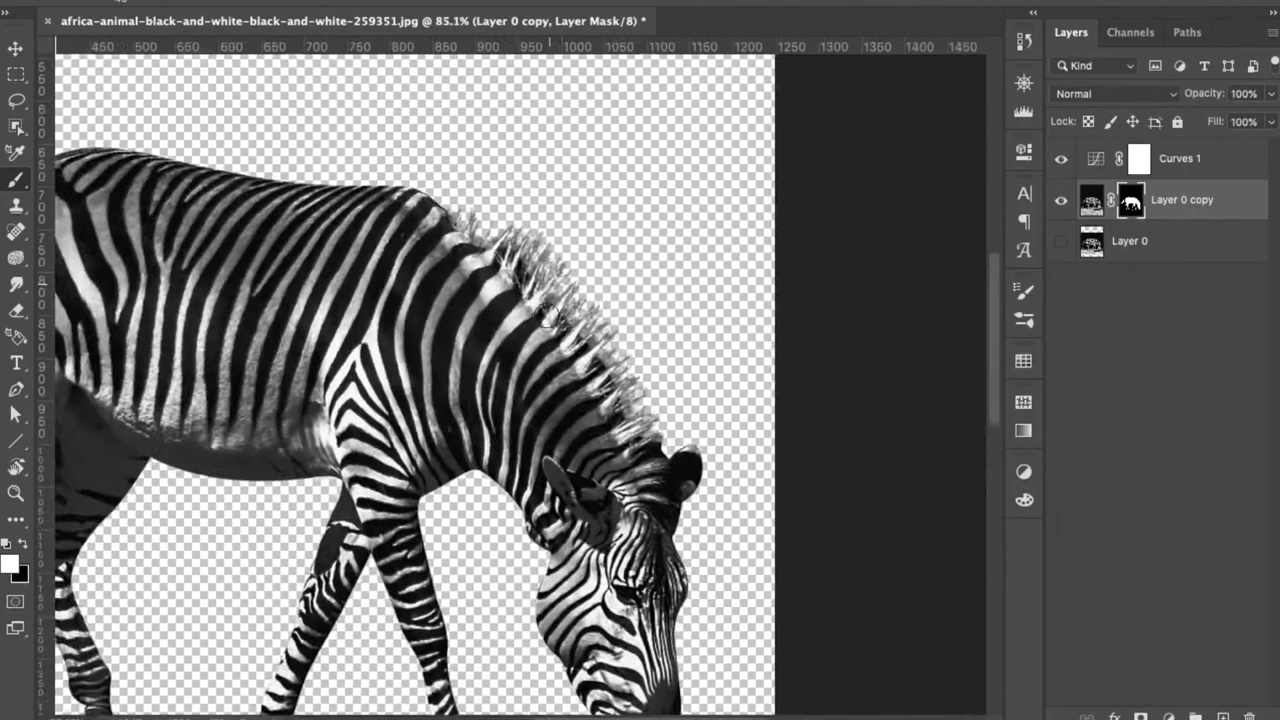 africa-animal-black-and-white-black-and-white-259351.jpg @ 85.1% (Layer 0 copy, Layer Mask/8) *
450 500 550 600 650 700 750 800 850 900 950 1000 1050 1100 1150 1200 1250 1300 1350 1400 1450
Layers Channels Paths
Kind
Normal Opacity: 100%
Lock: Fill: 100%
Curves 1
Layer 0 copy
Layer 0